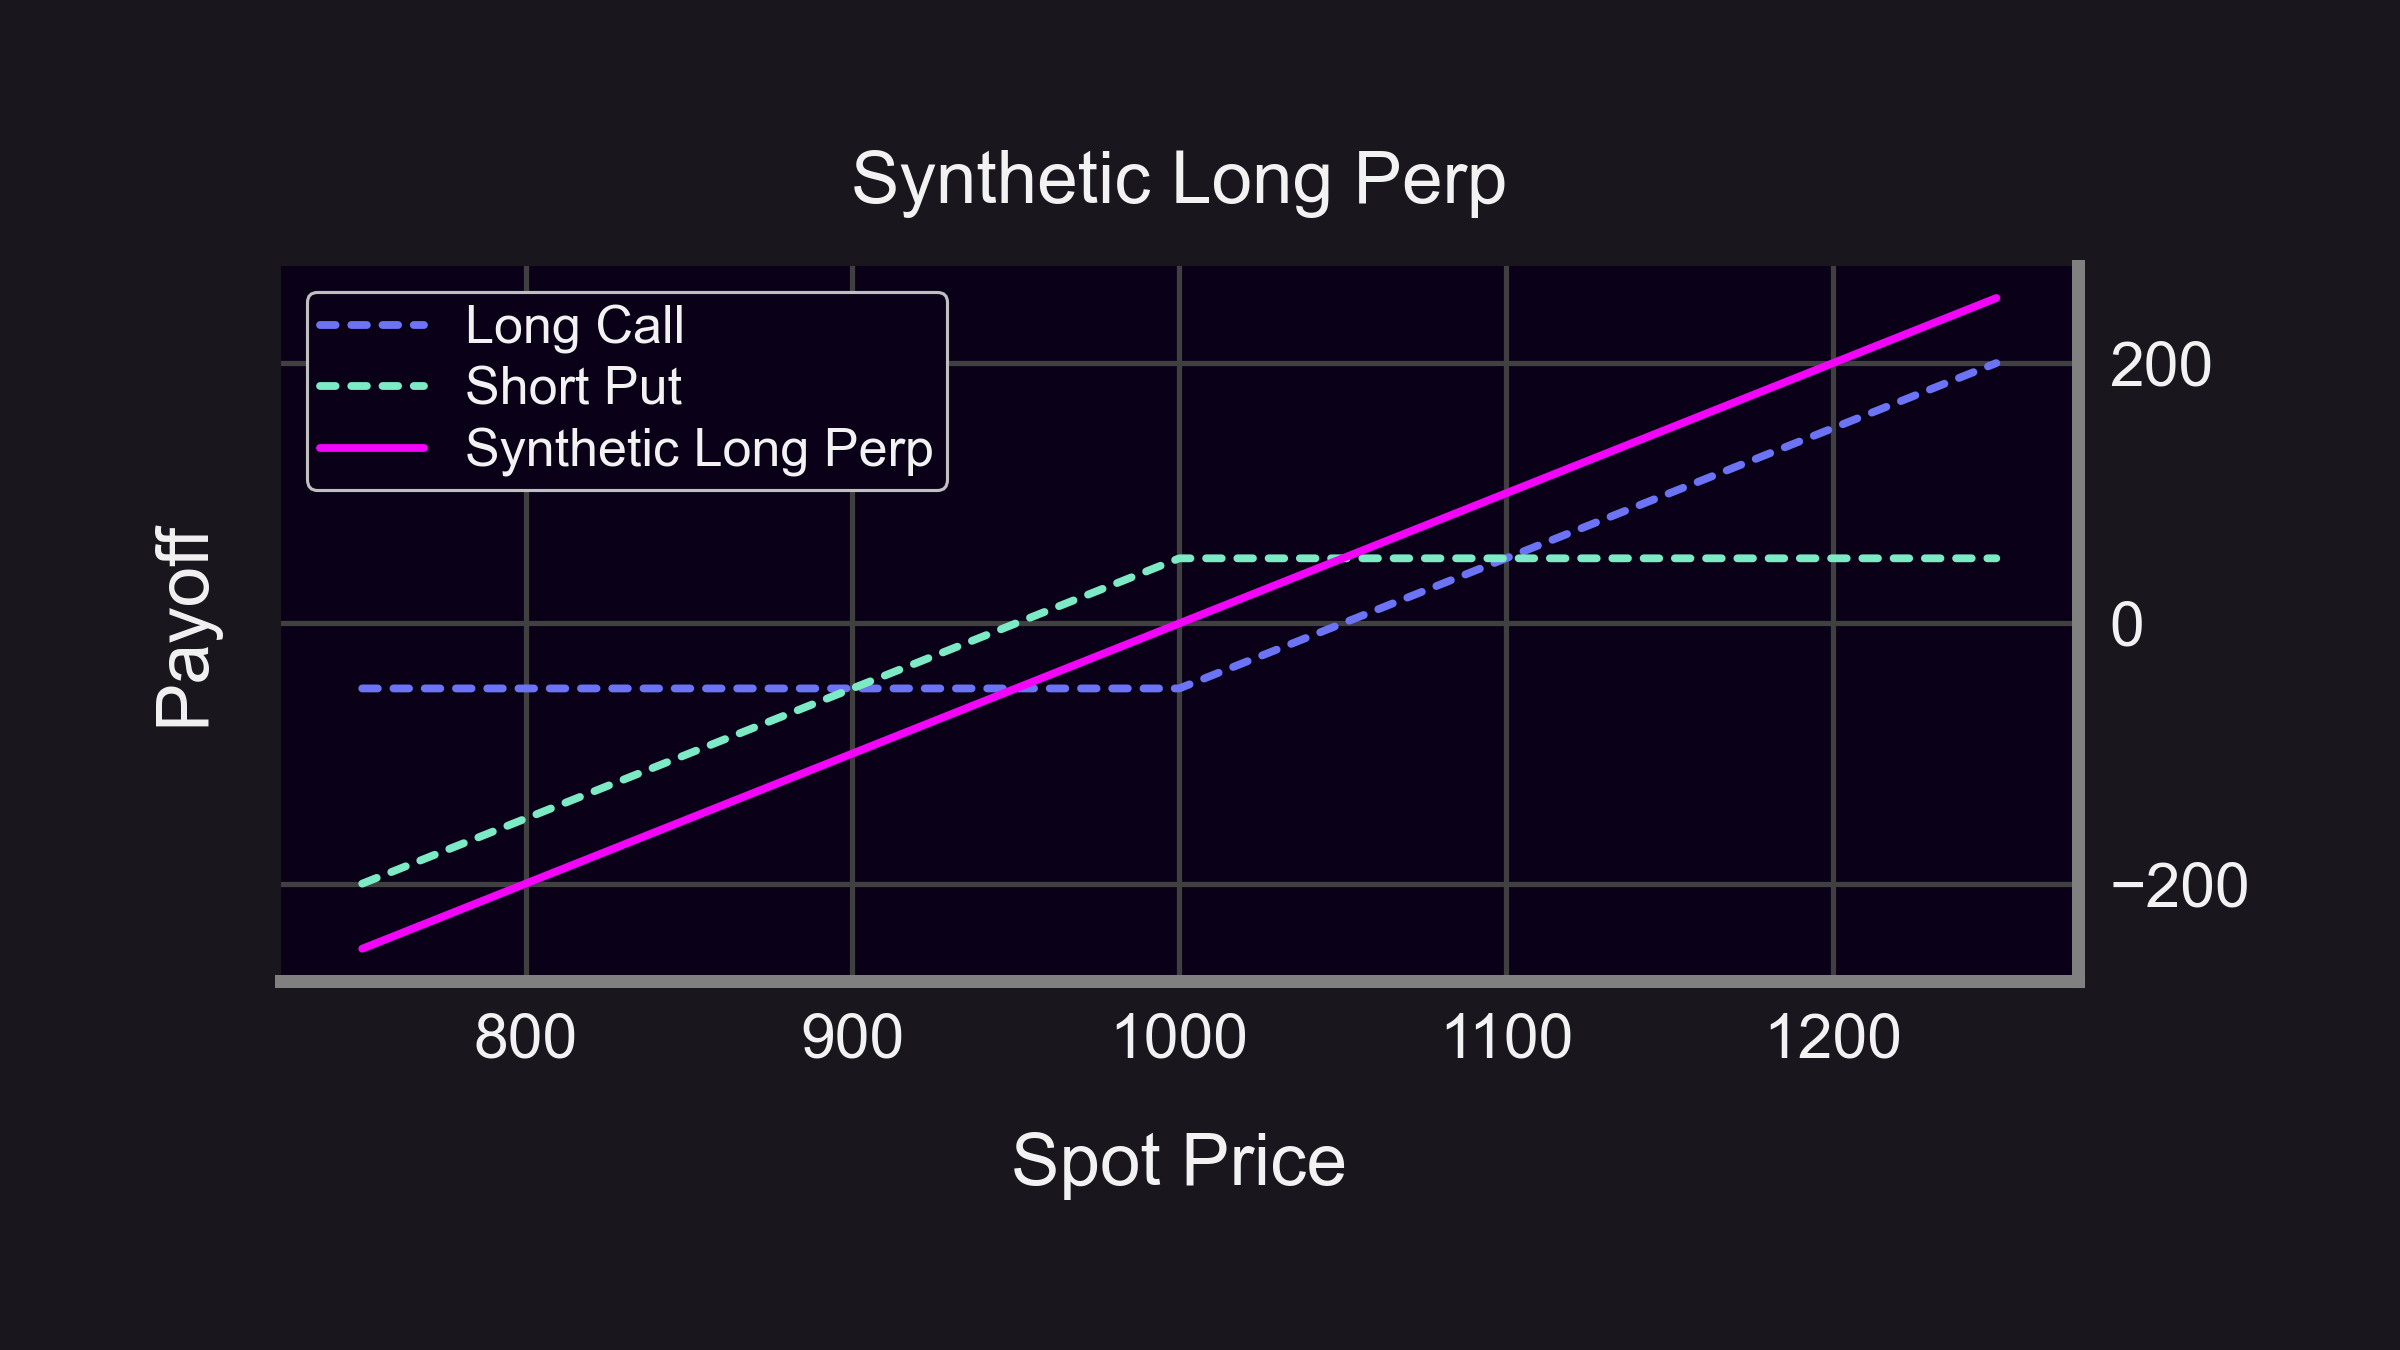 Synthetic Long Perp
Long Call
Short Put
Synthetic Long Perp
Payoff
200
0
−200
800
900
1000
1100
1200
Spot Price